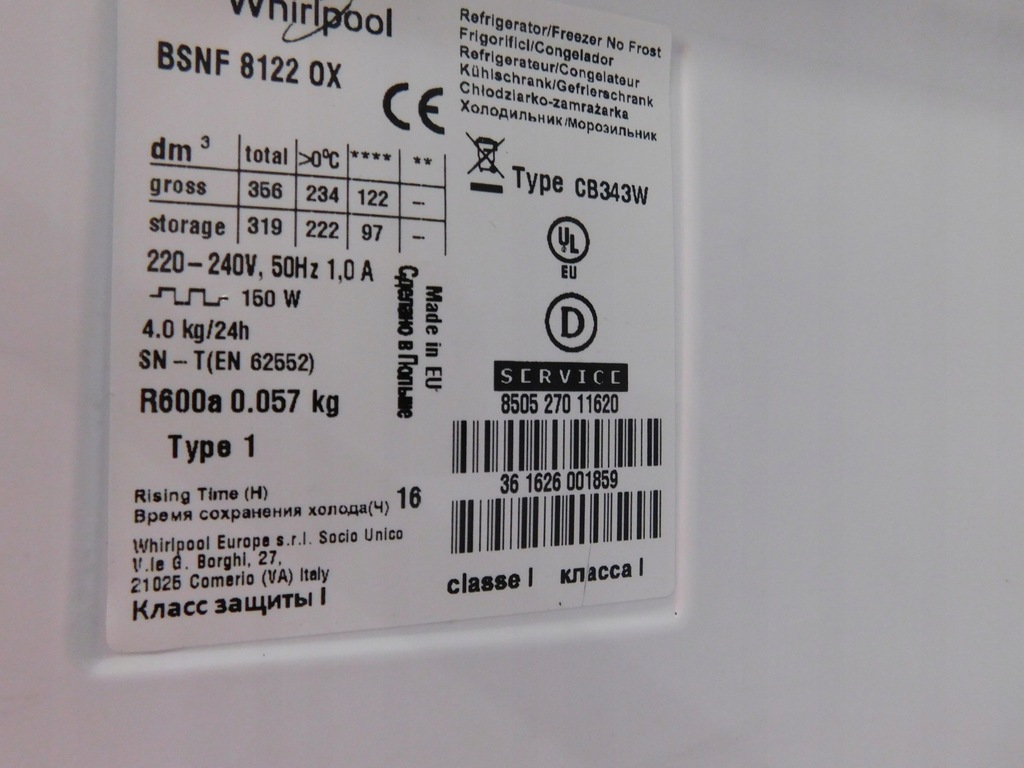 Whirlpool
BSNF 8122 OX
dm³ total >0°C **** **
gross 356 234 122 –
storage 319 222 97 –
220-240V, 50Hz 1,0 A
160 W
4.0 kg/24h
SN-T(EN 62552)
R600a 0.057 kg
Type 1
Made in EU
Сделано в Польше
Rising Time (H)
Время сохранения холода(Ч) 16
Whirlpool Europe s.r.l. Socio Unico
V.le G. Borghi, 27,
21025 Comerio (VA) Italy
Класс защиты I
Refrigerator/Freezer No Frost
Frigorifici/Congelador
Refrigerateur/Congelateur
Kühlschrank/Gefrierschrank
Chłodziarko-zamrażarka
Холодильник/Морозильник
CE
Type CB343W
UL
EU
D
SERVICE
8505 270 11620
36 1626 001859
classe I класса I